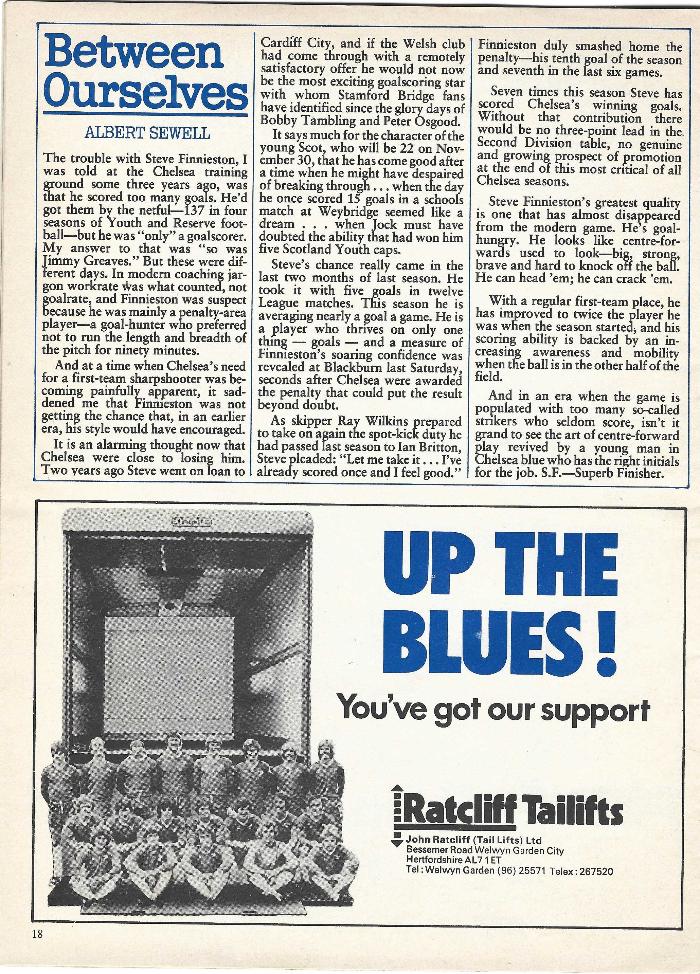 Between
Ourselves
ALBERT SEWELL
The trouble with Steve Finnieston, I
was told at the Chelsea training
ground some three years ago, was
that he scored too many goals. He'd
got them by the netful—137 in four
seasons of Youth and Reserve foot-
ball—but he was "only" a goalscorer.
My answer to that was "so was
Jimmy Greaves." But these were dif-
ferent days. In modern coaching jar-
gon workrate was what counted, not
goalrate, and Finnieston was suspect
because he was mainly a penalty-area
player—a goal-hunter who preferred
not to run the length and breadth of
the pitch for ninety minutes.
And at a time when Chelsea's need
for a first-team sharpshooter was be-
coming painfully apparent, it sad-
dened me that Finnieston was not
getting the chance that, in an earlier
era, his style would have encouraged.
It is an alarming thought now that
Chelsea were close to losing him.
Two years ago Steve went on loan to
Cardiff City, and if the Welsh club
had come through with a remotely
satisfactory offer he would not now
be the most exciting goalscoring star
with whom Stamford Bridge fans
have identified since the glory days of
Bobby Tambling and Peter Osgood.
It says much for the character of the
young Scot, who will be 22 on Nov-
ember 30, that he has come good after
a time when he might have despaired
of breaking through . . . when the day
he once scored 15 goals in a schools
match at Weybridge seemed like a
dream . . . when Jock must have
doubted the ability that had won him
five Scotland Youth caps.
Steve's chance really came in the
last two months of last season. He
took it with five goals in twelve
League matches. This season he is
averaging nearly a goal a game. He is
a player who thrives on only one
thing — goals — and a measure of
Finnieston's soaring confidence was
revealed at Blackburn last Saturday,
seconds after Chelsea were awarded
the penalty that could put the result
beyond doubt.
As skipper Ray Wilkins prepared
to take on again the spot-kick duty he
had passed last season to Ian Britton,
Steve pleaded: "Let me take it . . . I've
already scored once and I feel good."
Finnieston duly smashed home the
penalty—his tenth goal of the season
and seventh in the last six games.
Seven times this season Steve has
scored Chelsea's winning goals.
Without that contribution there
would be no three-point lead in the
Second Division table, no genuine
and growing prospect of promotion
at the end of this most critical of all
Chelsea seasons.
Steve Finnieston's greatest quality
is one that has almost disappeared
from the modern game. He's goal-
hungry. He looks like centre-for-
wards used to look—big, strong,
brave and hard to knock off the ball.
He can head 'em; he can crack 'em.
With a regular first-team place, he
has improved to twice the player he
was when the season started, and his
scoring ability is backed by an in-
creasing awareness and mobility
when the ball is in the other half of the
field.
And in an era when the game is
populated with too many so-called
strikers who seldom score, isn't it
grand to see the art of centre-forward
play revived by a young man in
Chelsea blue who has the right initials
for the job. S.F.—Superb Finisher.
UP THE
BLUES!
You've got our support
Ratcliff Tailifts
John Ratcliff (Tail Lifts) Ltd
Bessemer Road Welwyn Garden City
Hertfordshire AL7 1ET
Tel: Welwyn Garden (96) 25571 Telex: 267520
18